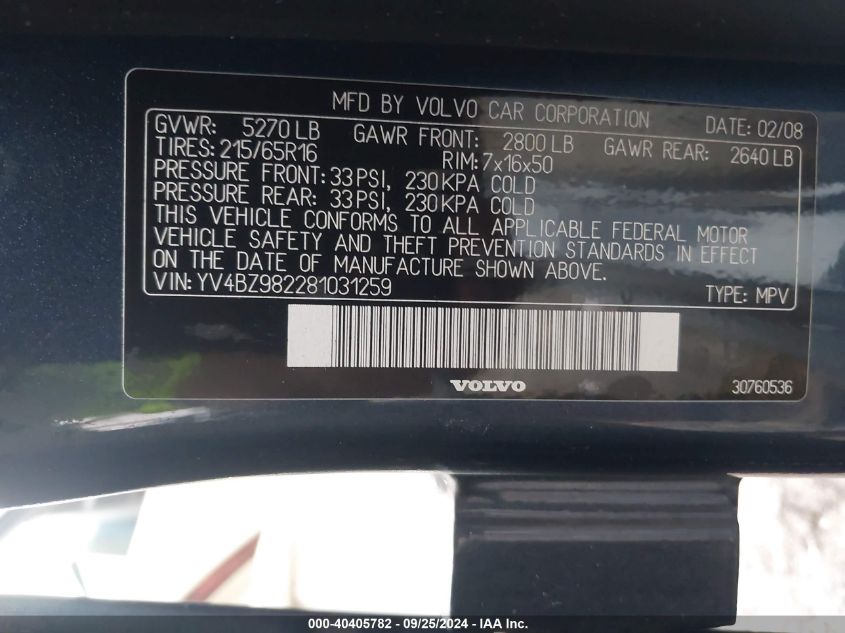 MFD BY VOLVO CAR CORPORATION DATE: 02/08
GVWR: 5270 LB GAWR FRONT: 2800 LB GAWR REAR: 2640 LB
TIRES: 215/65R16 RIM: 7x16x50
PRESSURE FRONT: 33 PSI, 230 KPA COLD
PRESSURE REAR: 33 PSI, 230 KPA COLD
THIS VEHICLE CONFORMS TO ALL APPLICABLE FEDERAL MOTOR
VEHICLE SAFETY AND THEFT PREVENTION STANDARDS IN EFFECT
ON THE DATE OF MANUFACTURE SHOWN ABOVE.
VIN: YV4BZ982281031259 TYPE: MPV
VOLVO 30760536
000-40405782 - 09/25/2024 - IAAI Inc.